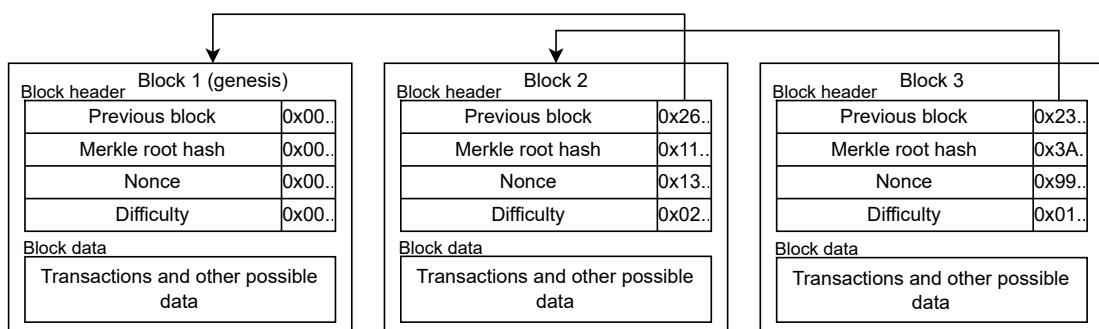 Block 1 (genesis)
Block header
Previous block 0x00..
Merkle root hash 0x00..
Nonce 0x00..
Difficulty 0x00..
Block data
Transactions and other possible
data
Block 2
Block header
Previous block 0x26..
Merkle root hash 0x11..
Nonce 0x13..
Difficulty 0x02..
Block data
Transactions and other possible
data
Block 3
Block header
Previous block 0x23..
Merkle root hash 0x3A.
Nonce 0x99..
Difficulty 0x01..
Block data
Transactions and other possible
data